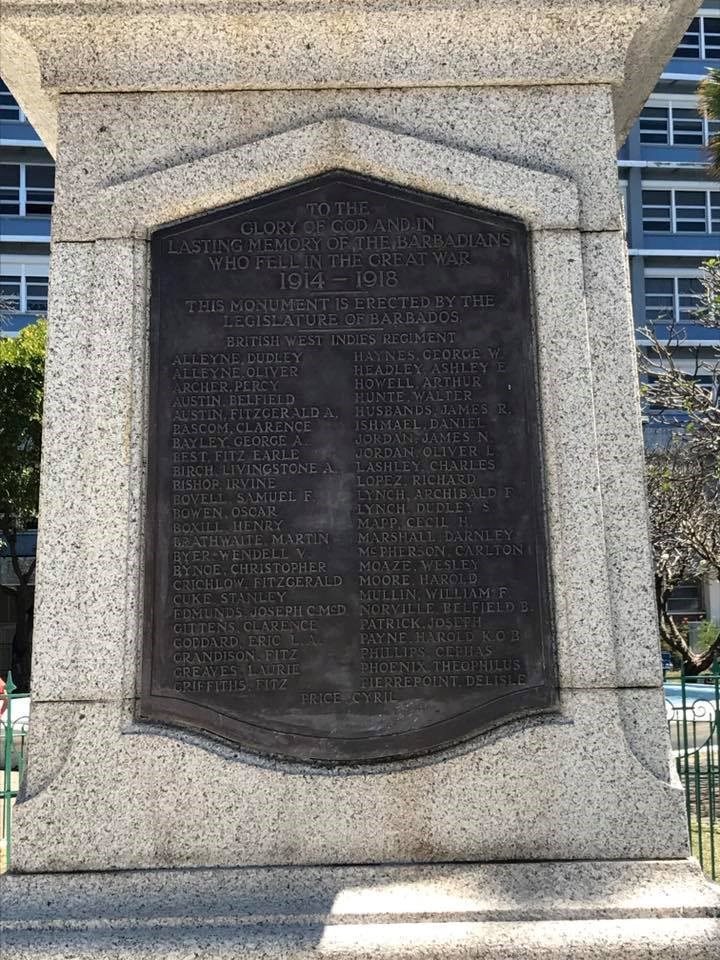 TO THE
GLORY OF GOD AND IN
LASTING MEMORY OF THE BARBADIANS
WHO FELL IN THE GREAT WAR
1914 – 1918
THIS MONUMENT IS ERECTED BY THE
LEGISLATURE OF BARBADOS
BRITISH WEST INDIES REGIMENT
ALLEYNE, DUDLEY
ALLEYNE, OLIVER
ARCHER, PERCY
AUSTIN, BELFIELD
AUSTIN, FITZGERALD A.
BASCOM, CLARENCE
BAYLEY, GEORGE A.
BEST, FITZ EARLE
BIRCH, LIVINGSTONE A.
BISHOP, IRVINE
BOVELL, SAMUEL F.
BOWEN, OSCAR
BOXILL, HENRY
BRATHWAITE, MARTIN
BYER, WENDELL V.
BYNOE, CHRISTOPHER
CRICHLOW, FITZGERALD
CUKE, STANLEY
EDMUNDS, JOSEPH C. McD
GITTENS, CLARENCE
GODDARD, ERIC L. A.
GRANDISON, FITZ
GREAVES, LAURIE
GRIFFITHS, FITZ
HAYNES, GEORGE W.
HEADLEY, ASHLEY E.
HOWELL, ARTHUR
HUNTE, WALTER
HUSBANDS, JAMES R.
ISHMAEL, DANIEL
JORDAN, JAMES N.
JORDAN, OLIVER L.
LASHLEY, CHARLES
LOPEZ, RICHARD
LYNCH, ARCHIBALD F.
LYNCH, DUDLEY S.
MAPP, CECIL H.
MARSHALL, DARNLEY
McPHERSON, CARLTON
MOAZE, WESLEY
MOORE, HAROLD
MULLIN, WILLIAM F.
NORVILLE, BELFIELD B.
PATRICK, JOSEPH
PAYNE, HAROLD K.O.B.
PHILLIPS, CEPHAS
PHOENIX, THEOPHILUS
PIERREPOINT, DELISLE
PRICE, CYRIL